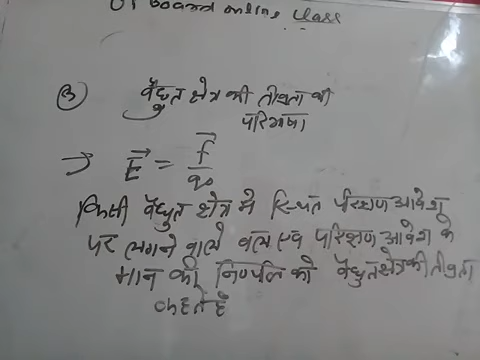 UP board online class
(3) वैद्युत क्षेत्र की तीव्रता की
परिभाषा
→ E⃗ = f⃗/q₀
किसी वैद्युत क्षेत्र में स्थित परिक्षण आवेश
पर लगने वाले बल एवं परिक्षण आवेश के
मान की निष्पत्ति को वैद्युत क्षेत्र की तीव्रता
कहते हैं